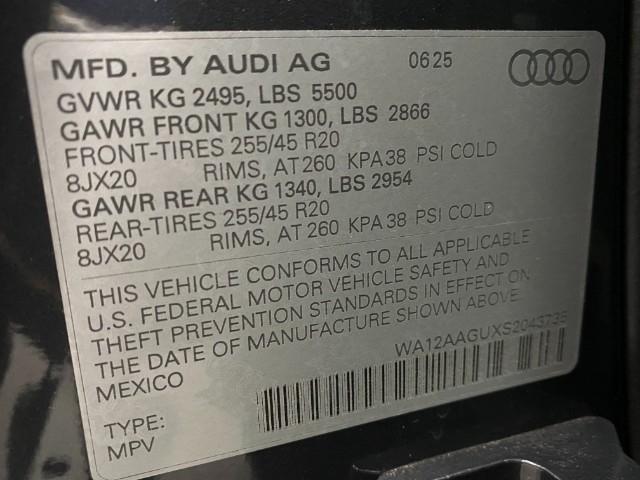 MFD. BY AUDI AG 0625
GVWR KG 2495, LBS 5500
GAWR FRONT KG 1300, LBS 2866
FRONT-TIRES 255/45 R20
8JX20 RIMS, AT 260 KPA 38 PSI COLD
GAWR REAR KG 1340, LBS 2954
REAR-TIRES 255/45 R20
8JX20 RIMS, AT 260 KPA 38 PSI COLD
THIS VEHICLE CONFORMS TO ALL APPLICABLE
U.S. FEDERAL MOTOR VEHICLE SAFETY AND
THEFT PREVENTION STANDARDS IN EFFECT ON
THE DATE OF MANUFACTURE SHOWN ABOVE.
MEXICO WA12AAGUXS2043735
TYPE:
MPV